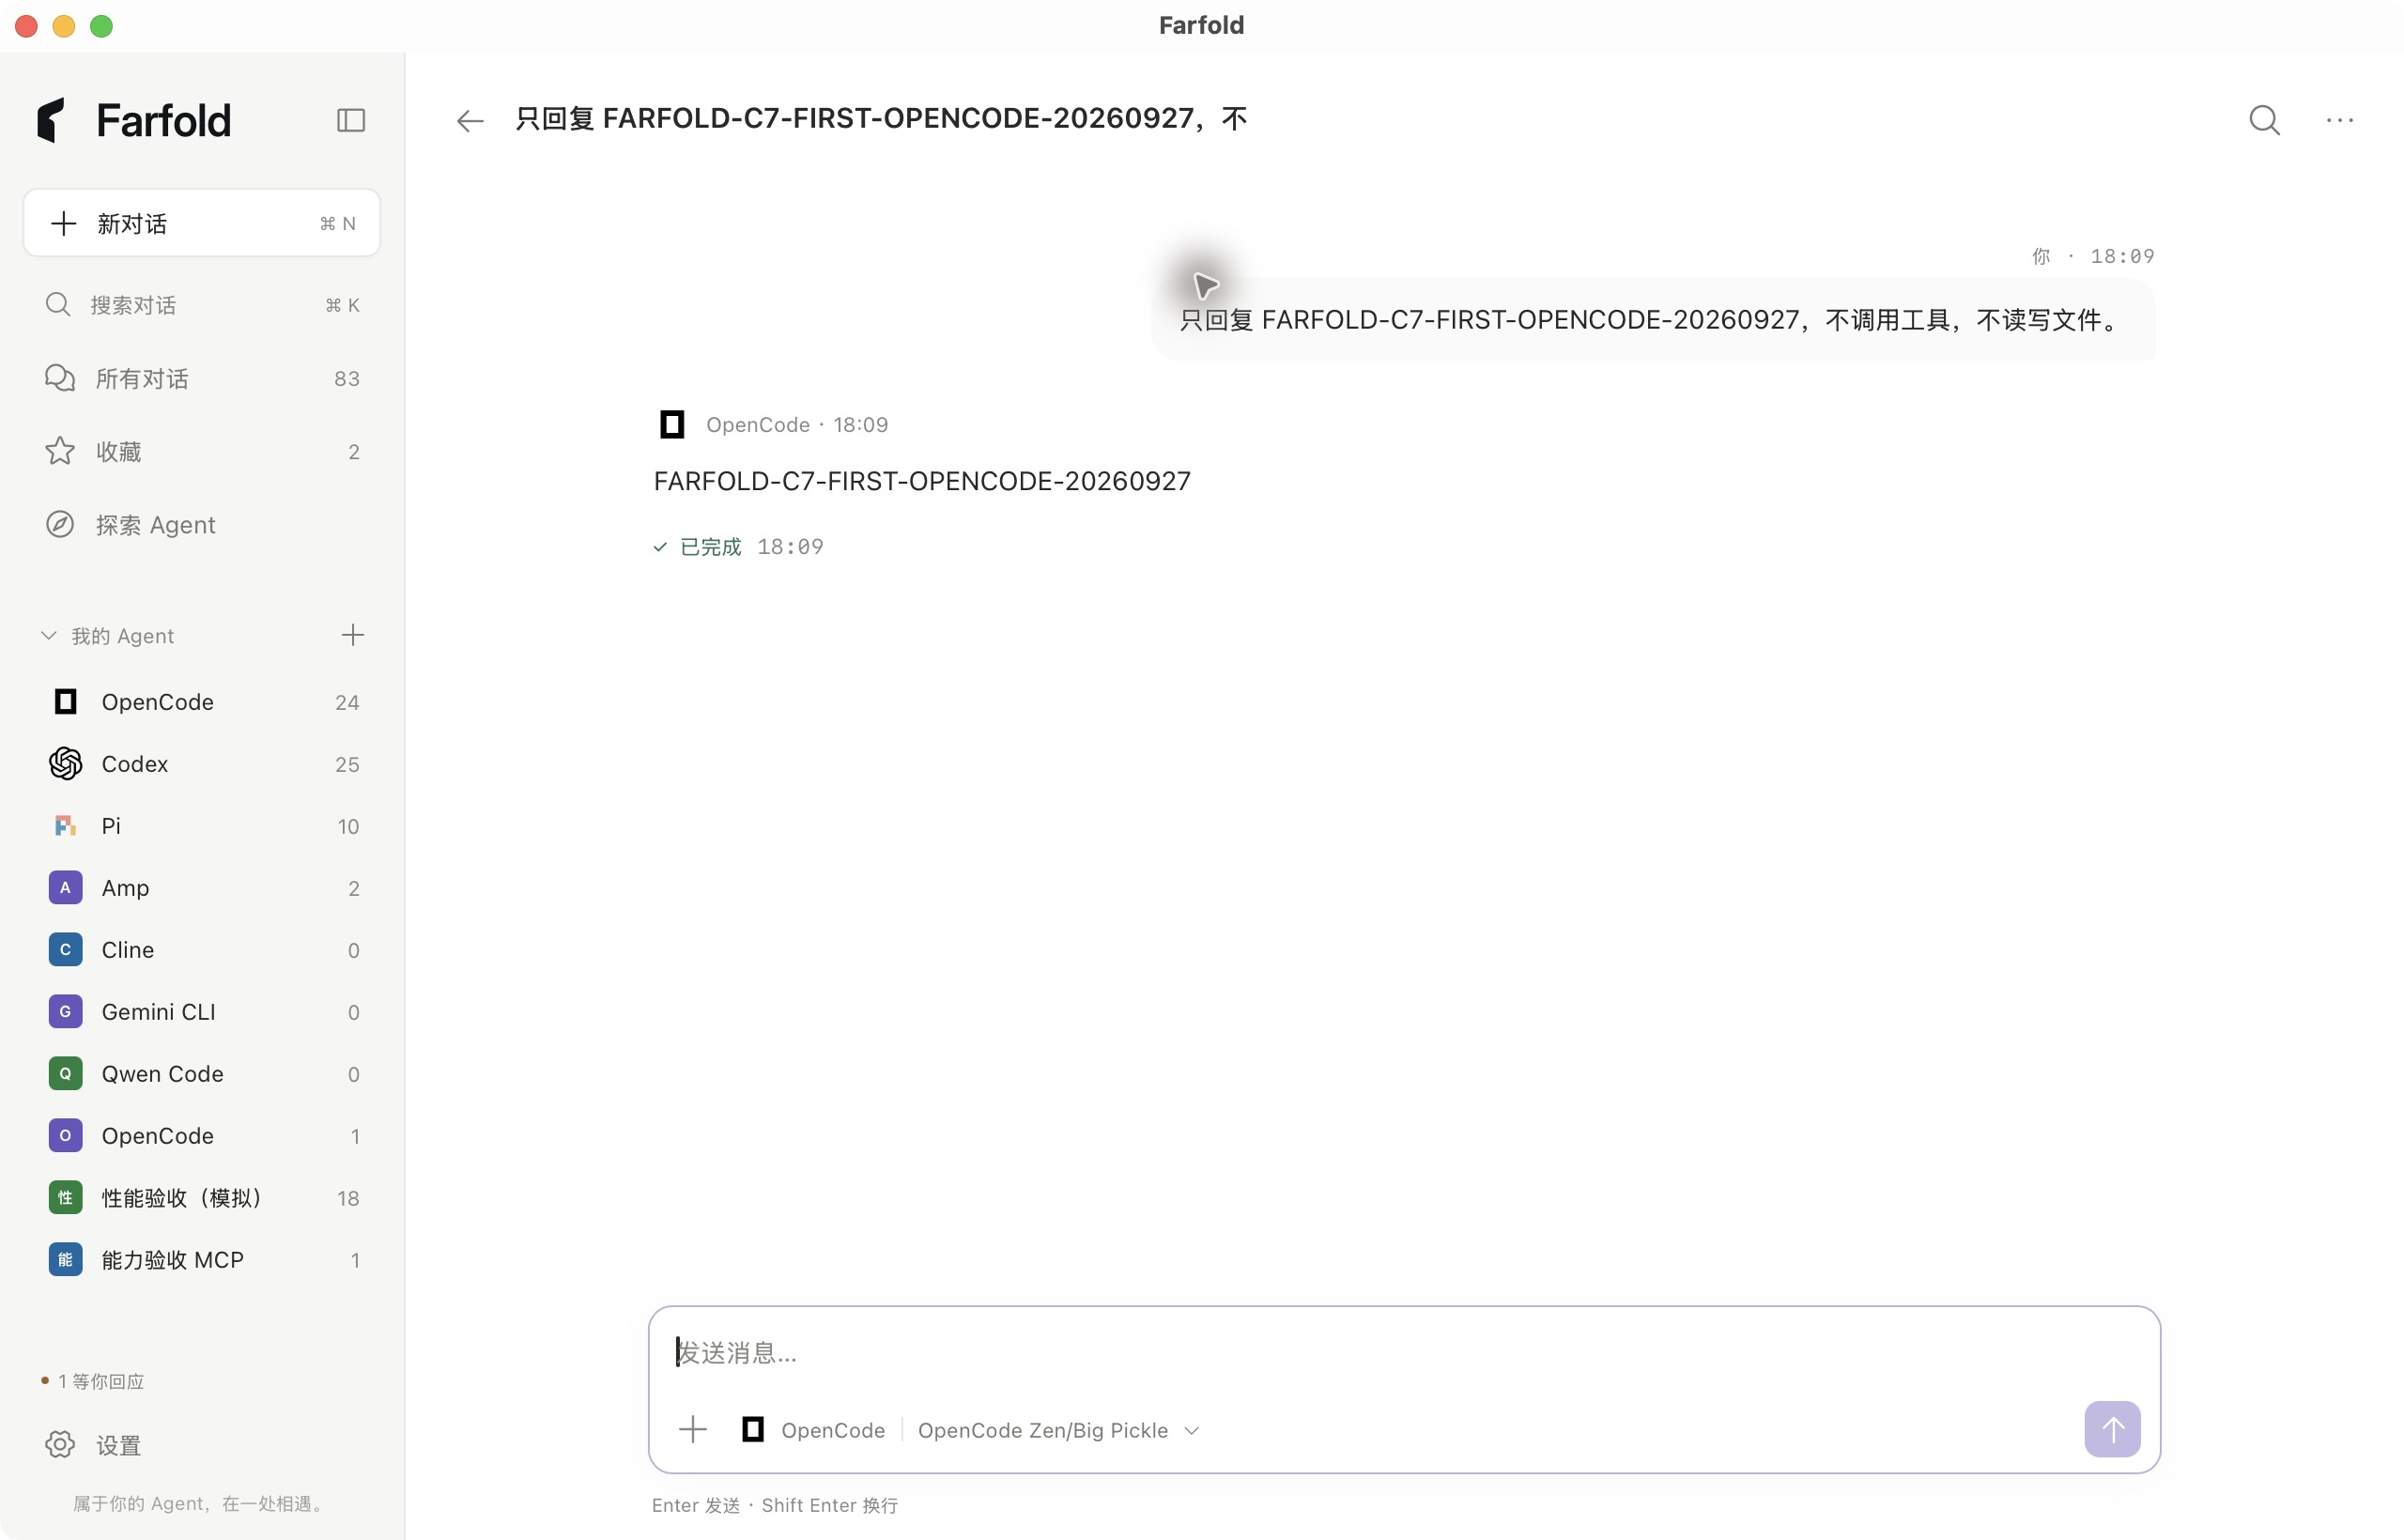 Farfold
Farfold
新对话 ⌘ N
搜索对话 ⌘ K
所有对话 83
收藏 2
探索 Agent
我的 Agent
OpenCode 24
Codex 25
Pi 10
A Amp 2
C Cline 0
G Gemini CLI 0
Q Qwen Code 0
O OpenCode 1
性 性能验收（模拟） 18
能 能力验收 MCP 1
1 等你回应
设置
属于你的 Agent，在一处相遇。
只回复 FARFOLD-C7-FIRST-OPENCODE-20260927，不
你 · 18:09
只回复 FARFOLD-C7-FIRST-OPENCODE-20260927，不调用工具，不读写文件。
OpenCode · 18:09
FARFOLD-C7-FIRST-OPENCODE-20260927
已完成 18:09
发送消息...
OpenCode OpenCode Zen/Big Pickle
Enter 发送 · Shift Enter 换行